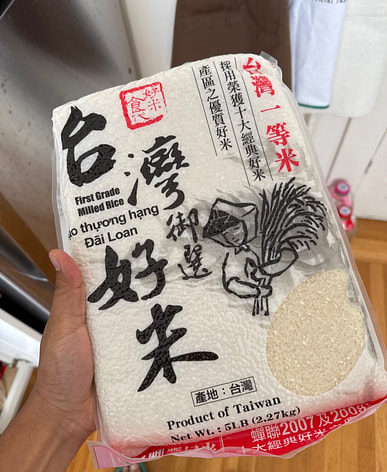 台灣一等米
採用榮獲十大經典好米
產區之優質好米
好米
食民
台灣
御選
好米
First Grade
Milled Rice
ạo thượng hạng
Đài Loan
產地：台灣
Product of Taiwan
Net Wt.: 5LB (2.27kg)
蟬聯2007及2008
大經典好米